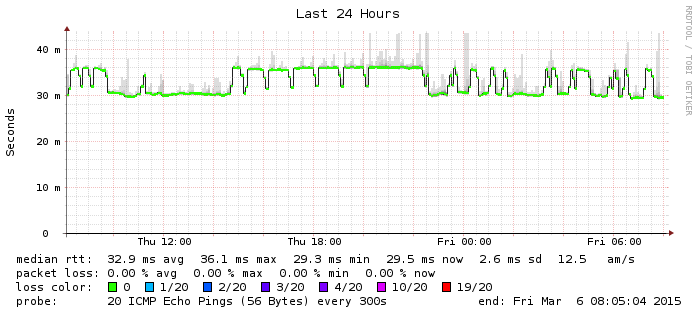 Last 24 Hours
RRDTOOL / TOBI OETIKER
Seconds
40 m
30 m
20 m
10 m
0
Thu 12:00 Thu 18:00 Fri 00:00 Fri 06:00
median rtt: 32.9 ms avg 36.1 ms max 29.3 ms min 29.5 ms now 2.6 ms sd 12.5 am/s
packet loss: 0.00 % avg 0.00 % max 0.00 % min 0.00 % now
loss color: 0 1/20 2/20 3/20 4/20 10/20 19/20
probe: 20 ICMP Echo Pings (56 Bytes) every 300s end: Fri Mar 6 08:05:04 2015